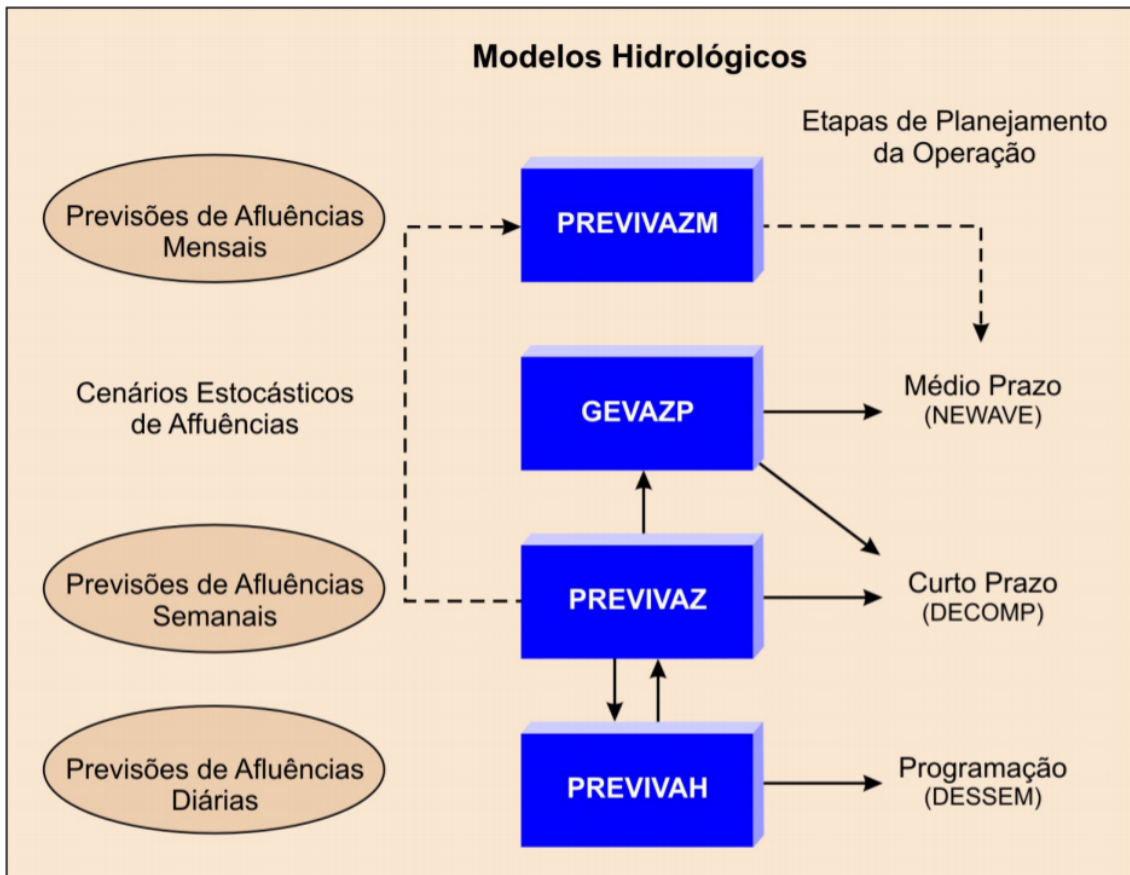 Modelos Hidrológicos
Etapas de Planejamento
da Operação
Previsões de Afluências
Mensais
PREVIVAZM
Cenários Estocásticos
de Affuências
GEVAZP
Médio Prazo
(NEWAVE)
Previsões de Afluências
Semanais
PREVIVAZ
Curto Prazo
(DECOMP)
Previsões de Afluências
Diárias
PREVIVAH
Programação
(DESSEM)